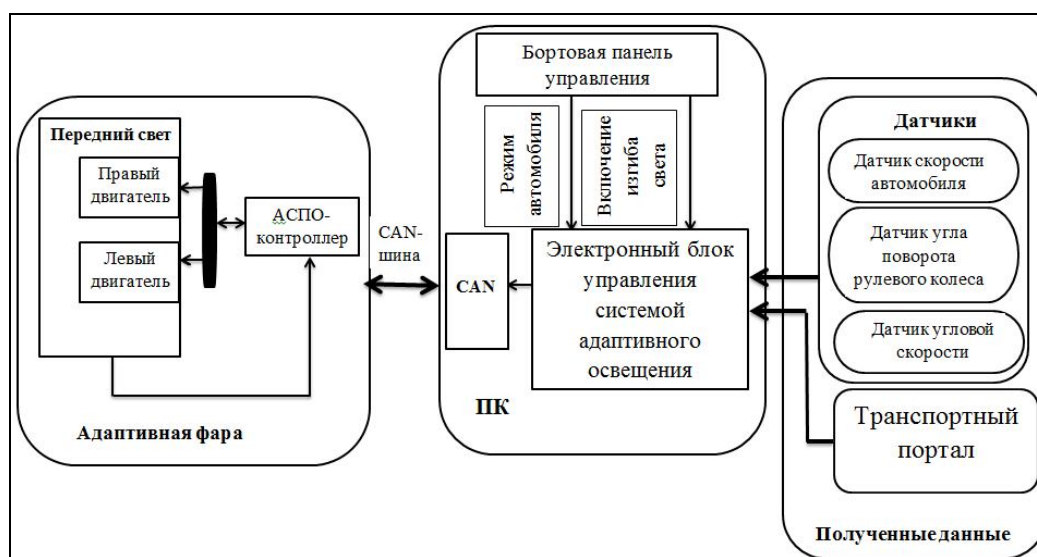 Передний свет
Правый
двигатель
Левый
двигатель
АСПО-
контроллер
Адаптивная фара
CAN-
шина
Бортовая панель
управления
Режим
автомобиля
Включение
изгиба
света
CAN
Электронный блок
управления
системой
адаптивного
освещения
ПК
Датчики
Датчик скорости
автомобиля
Датчик угла
поворота
рулевого колеса
Датчик угловой
скорости
Транспортный
портал
Полученные данные